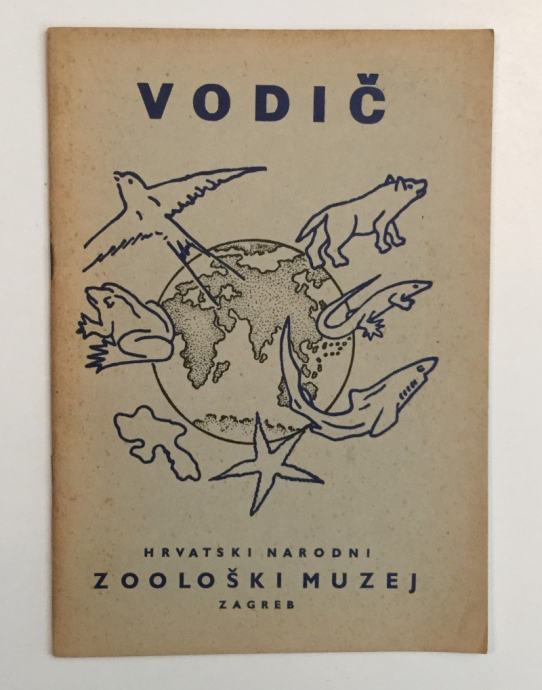 VODIČ
HRVATSKI NARODNI
ZOOLOŠKI MUZEJ
ZAGREB